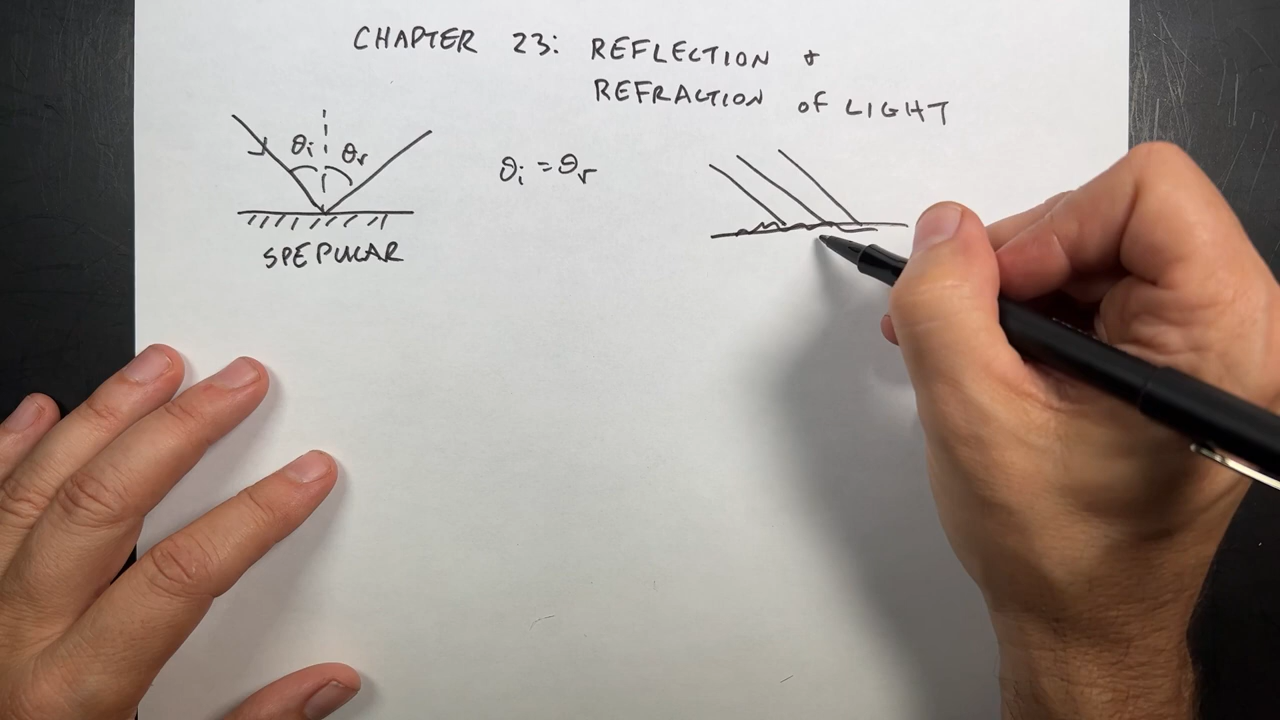 CHAPTER 23: REFLECTION +
REFRACTION of LIGHT
θi θr
θi = θr
SPEPULAR